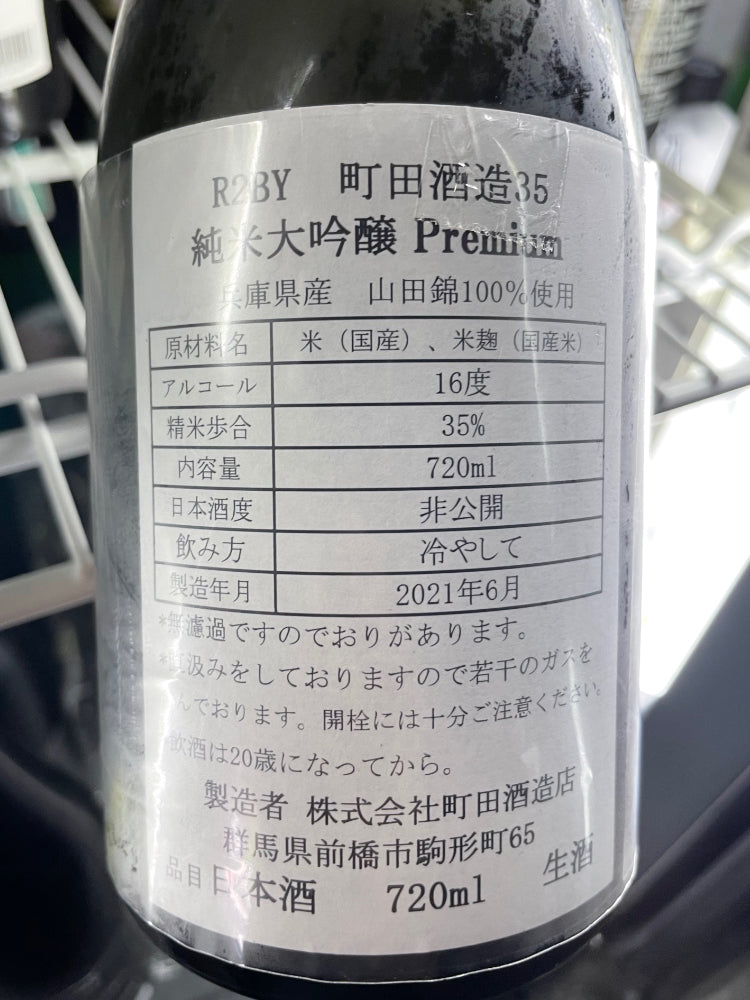 R2BY 町田酒造35
純米大吟醸 Premium
兵庫県産 山田錦100%使用
原材料名 米（国産）、米麹（国産米）
アルコール 16度
精米歩合 35%
内容量 720ml
日本酒度 非公開
飲み方 冷やして
製造年月 2021年6月
*無濾過ですのでおりがあります。
*直汲みをしておりますので若干のガスを
んでおります。開栓には十分ご注意ください。
飲酒は20歳になってから。
製造者 株式会社町田酒造店
群馬県前橋市駒形町65
品目 日本酒 720ml 生酒